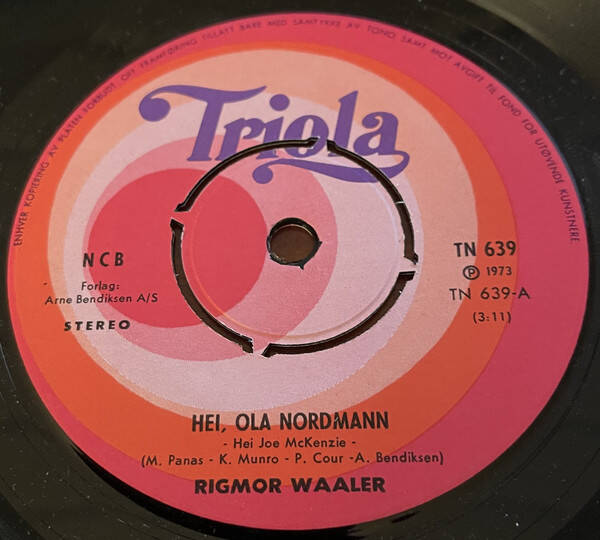 ENHVER KOPIERING AV PLATEN FORBUDT. OFF. FRAMFØRING TILLATT BARE MED SAMTYKKE AV TONO SAMT MOT AVGIFT TIL FOND FOR UTØVENDE KUNSTNERE.
Triola
NCB
Forlag:
Arne Bendiksen A/S
STEREO
TN 639
Ⓟ 1973
TN 639-A
(3:11)
HEI, OLA NORDMANN
- Hei Joe McKenzie -
(M. Panas - K. Munro - P. Cour -A. Bendiksen)
RIGMOR WAALER